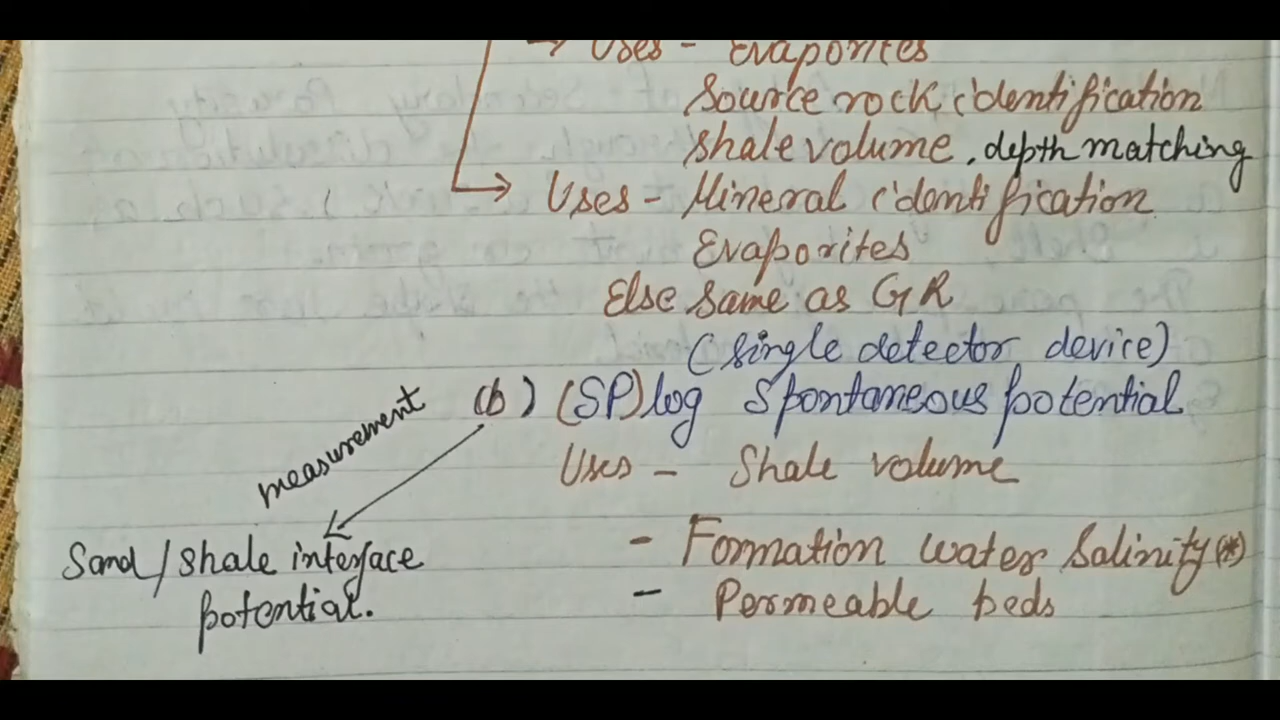 → Uses - Evaporites
Source rock identification
Shale volume, depth matching
→ Uses - Mineral identification
Evaporites
Else same as GR
(single detector device)
(b) (SP) log Spontaneous potential
measurement
Uses - Shale volume
Sand / Shale interface
potential.
- Formation water Salinity (*)
- Permeable beds